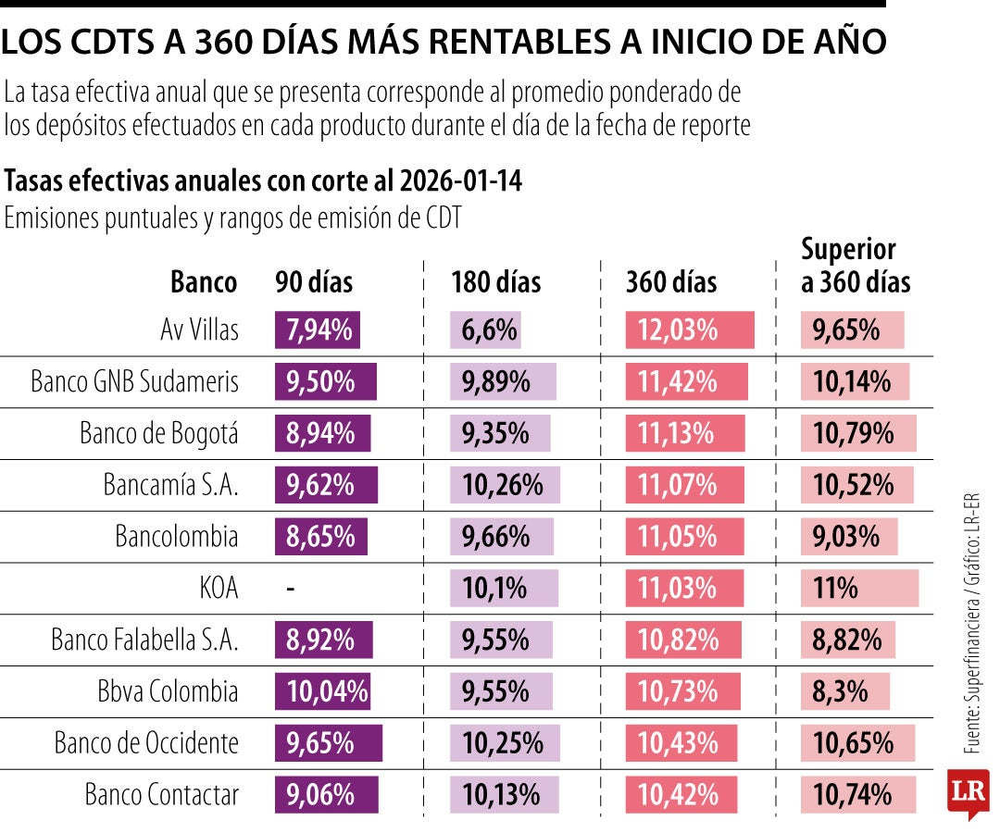 LOS CDTS A 360 DÍAS MÁS RENTABLES A INICIO DE AÑO
La tasa efectiva anual que se presenta corresponde al promedio ponderado de
los depósitos efectuados en cada producto durante el día de la fecha de reporte
Tasas efectivas anuales con corte al 2026-01-14
Emisiones puntuales y rangos de emisión de CDT
Banco 90 días 180 días 360 días Superior a 360 días
Av Villas 7,94% 6,6% 12,03% 9,65%
Banco GNB Sudameris 9,50% 9,89% 11,42% 10,14%
Banco de Bogotá 8,94% 9,35% 11,13% 10,79%
Bancamía S.A. 9,62% 10,26% 11,07% 10,52%
Bancolombia 8,65% 9,66% 11,05% 9,03%
KOA - 10,1% 11,03% 11%
Banco Falabella S.A. 8,92% 9,55% 10,82% 8,82%
Bbva Colombia 10,04% 9,55% 10,73% 8,3%
Banco de Occidente 9,65% 10,25% 10,43% 10,65%
Banco Contactar 9,06% 10,13% 10,42% 10,74%
Fuente: Superfinanciera / Gráfico: LR-ER
LR